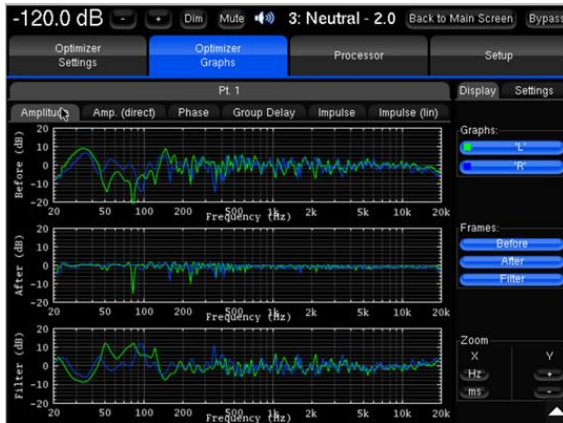 -120.0 dB - + Dim Mute 3: Neutral - 2.0 Back to Main Screen Bypass
Optimizer Settings
Optimizer Graphs
Processor
Setup
Pt. 1
Display Settings
Amplitude Amp. (direct) Phase Group Delay Impulse Impulse (lin)
Graphs:
'L'
'R'
Before (dB)
20
10
0
-10
-20
20 50 100 200 500 1k 2k 5k 10k 20k
Frequency (Hz)
Frames:
Before
After
Filter
After (dB)
20
10
0
-10
-20
20 50 100 200 500 1k 2k 5k 10k 20k
Frequency (Hz)
Filter (dB)
20
10
0
-10
-20
20 50 100 200 500 1k 2k 5k 10k 20k
Frequency (Hz)
Zoom
X Y
Hz +
ms -